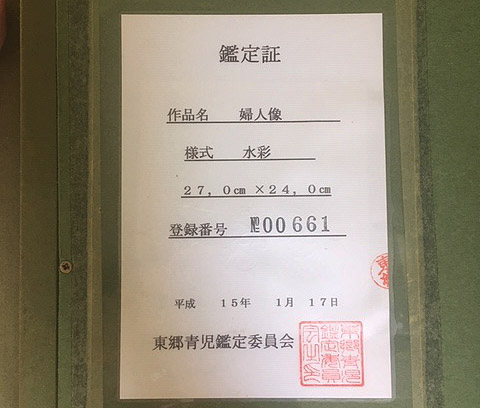 鑑定証
作品名 婦人像
様式 水彩
27,0㎝×24,0㎝
登録番号 №00661
平成 15年 1月 17日
東郷青児鑑定委員会